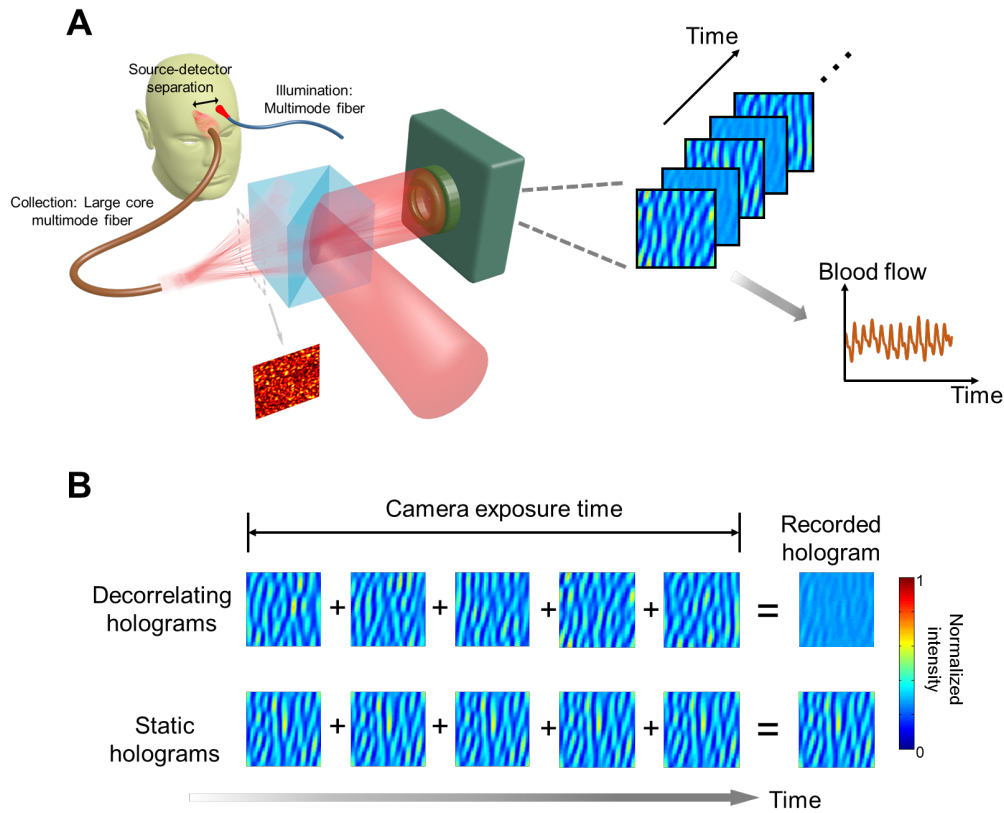 A
Time
Source-detector
separation
Illumination:
Multimode fiber
Collection: Large core
multimode fiber
Blood flow
Time
B
Camera exposure time
Recorded
hologram
Decorrelating
holograms
+ + + + =
1
Normalized
intensity
0
Static
holograms
+ + + + =
Time